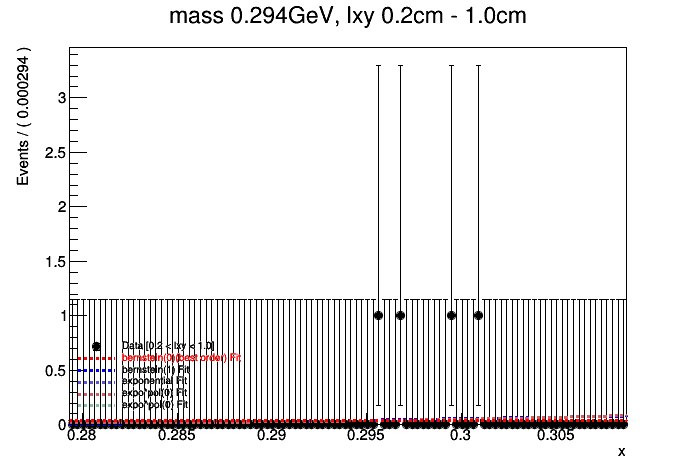 mass 0.294GeV, lxy 0.2cm - 1.0cm
Events / ( 0.000294 )
3
2.5
2
1.5
1
0.5
0
Data [0.2 < lxy < 1.0]
bernstein(0)(best order) Fit
bernstein(1) Fit
exponential Fit
expo*pol(0) Fit
expo*pol(0) Fit
0.28
0.285
0.29
0.295
0.3
0.305
x